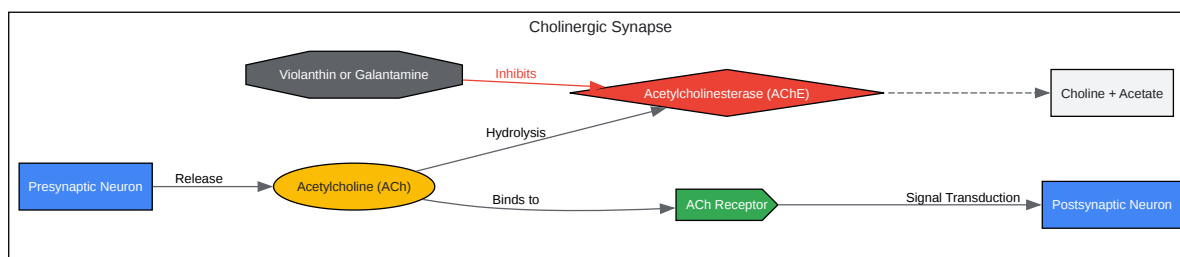 Cholinergic Synapse
Violanthin or Galantamine
Inhibits
Acetylcholinesterase (AChE)
Choline + Acetate
Hydrolysis
Presynaptic Neuron
Release
Acetylcholine (ACh)
Binds to
ACh Receptor
Signal Transduction
Postsynaptic Neuron